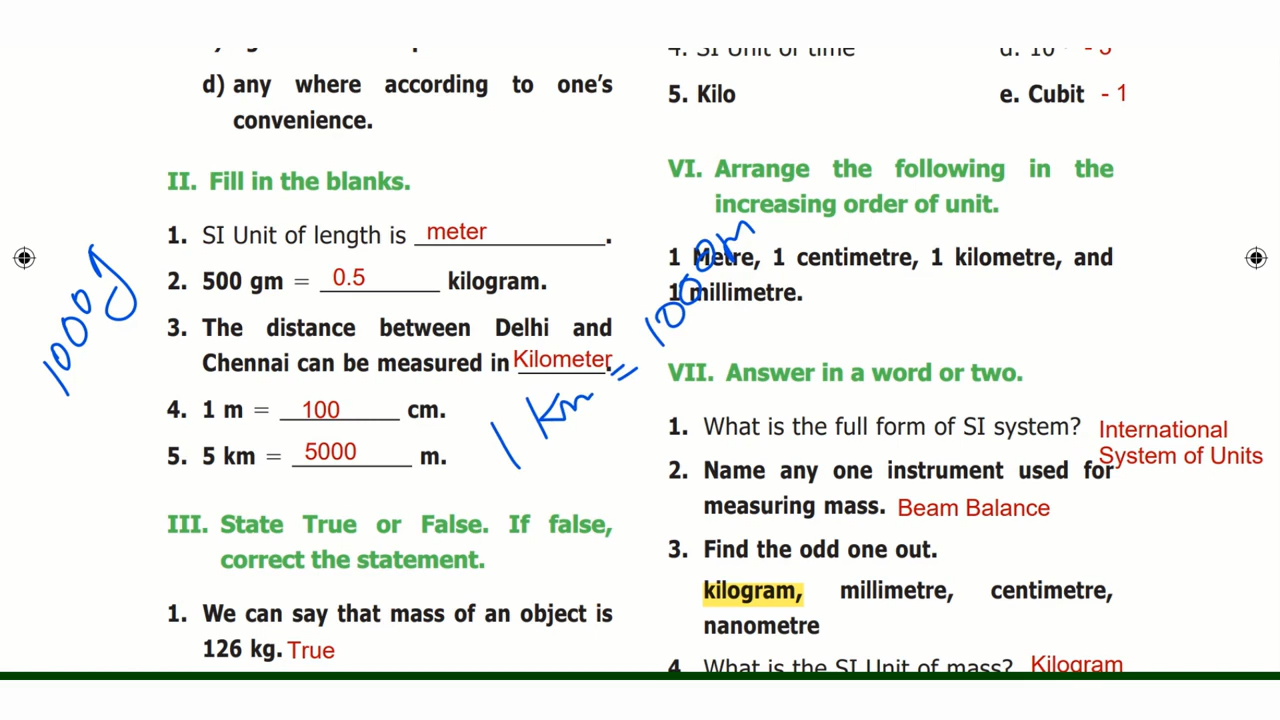 d) any where according to one's
convenience.
II. Fill in the blanks.
1. SI Unit of length is meter.
2. 500 gm = 0.5 kilogram.
3. The distance between Delhi and
Chennai can be measured in Kilometer.
4. 1 m = 100 cm.
5. 5 km = 5000 m.
1000g
1 km = 1000m
III. State True or False. If false,
correct the statement.
1. We can say that mass of an object is
126 kg. True
4. SI Unit of time d. 10
5. Kilo e. Cubit - 1
VI. Arrange the following in the
increasing order of unit.
1 Metre, 1 centimetre, 1 kilometre, and
1 millimetre.
VII. Answer in a word or two.
1. What is the full form of SI system? International
System of Units
2. Name any one instrument used for
measuring mass. Beam Balance
3. Find the odd one out.
kilogram, millimetre, centimetre,
nanometre
4. What is the SI Unit of mass? Kilogram